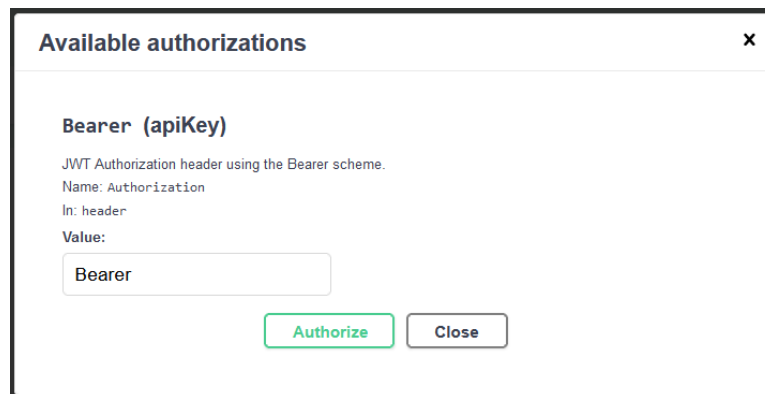 Available authorizations
Bearer (apiKey)
JWT Authorization header using the Bearer scheme.
Name: Authorization
In: header
Value:
Bearer
Authorize Close